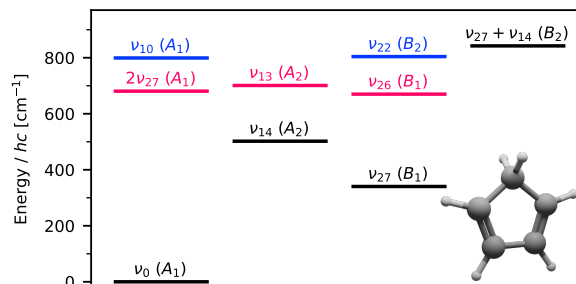 ν27 + ν14 (B2)
ν10 (A1)
ν22 (B2)
800
2ν27 (A1)
ν13 (A2)
ν26 (B1)
600
ν14 (A2)
400
ν27 (B1)
200
ν0 (A1)
0
Energy / hc [cm−1]